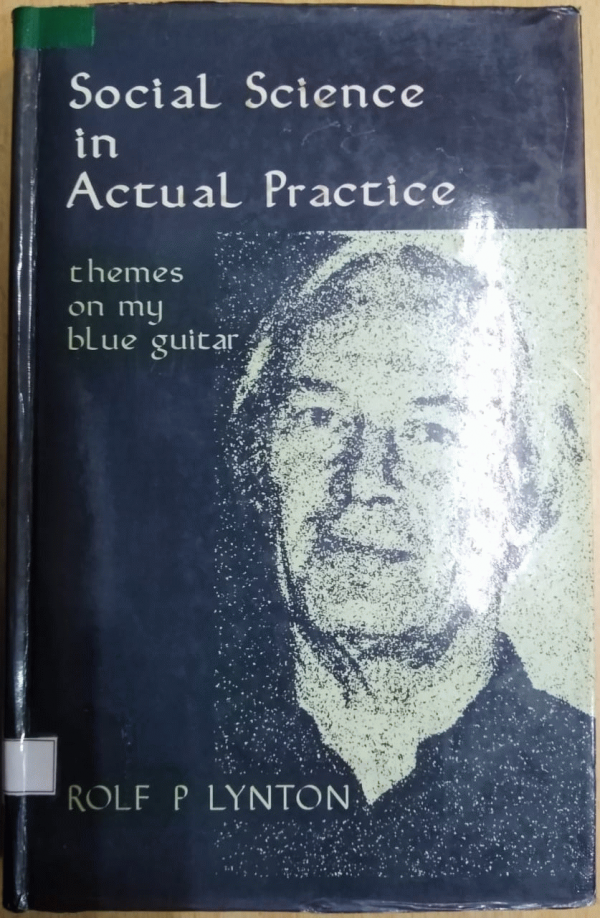 Social Science
in
Actual Practice
themes
on my
blue guitar
ROLF P LYNTON